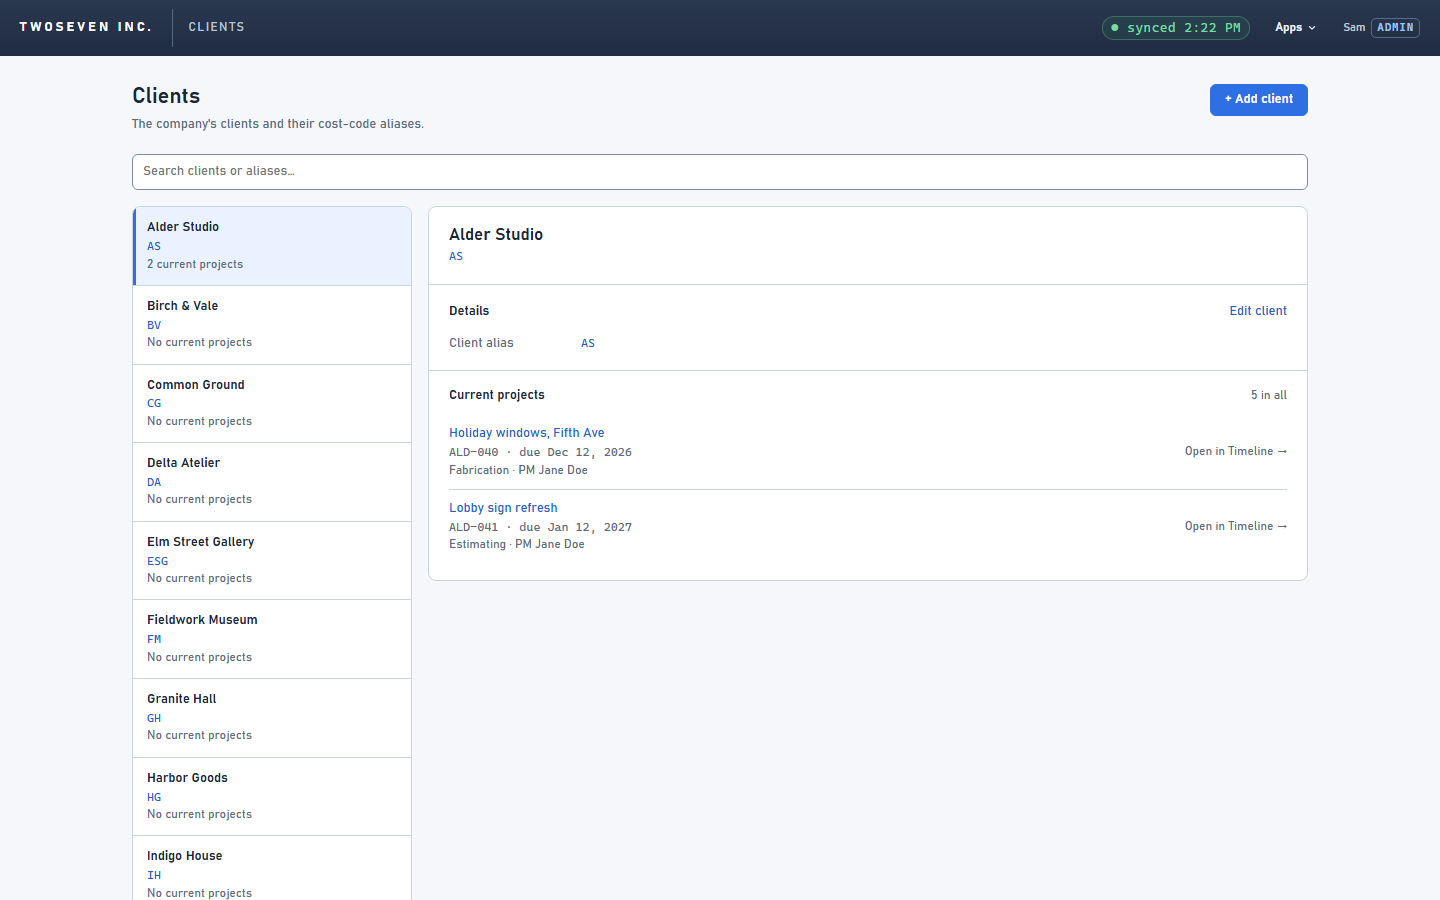 TWOSEVEN INC.
CLIENTS
synced 2:22 PM
Apps
Sam
ADMIN
Clients
The company's clients and their cost-code aliases.
+ Add client
Search clients or aliases…
Alder Studio
AS
2 current projects
Birch & Vale
BV
No current projects
Common Ground
CG
No current projects
Delta Atelier
DA
No current projects
Elm Street Gallery
ESG
No current projects
Fieldwork Museum
FM
No current projects
Granite Hall
GH
No current projects
Harbor Goods
HG
No current projects
Indigo House
IH
No current projects
Alder Studio
AS
Details
Edit client
Client alias
AS
Current projects
5 in all
Holiday windows, Fifth Ave
ALD-040 · due Dec 12, 2026
Fabrication · PM Jane Doe
Open in Timeline →
Lobby sign refresh
ALD-041 · due Jan 12, 2027
Estimating · PM Jane Doe
Open in Timeline →